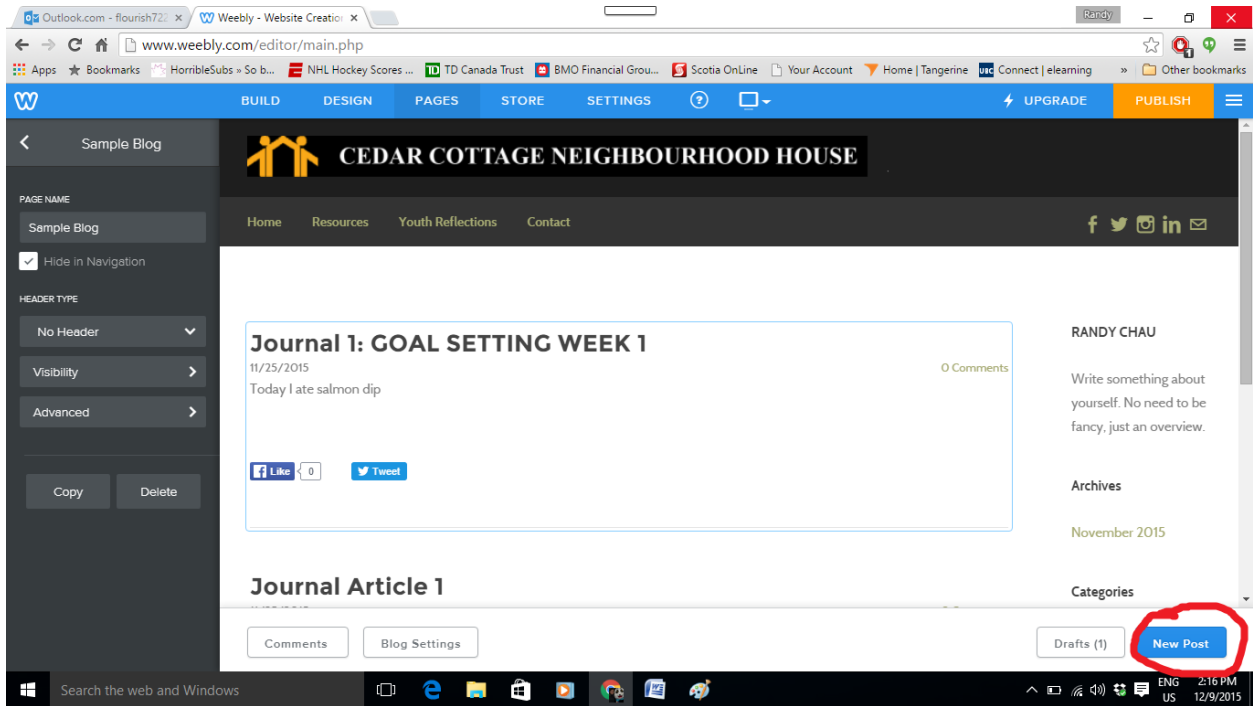 Outlook.com - flourish722
Weebly - Website Creation
Randy
www.weebly.com/editor/main.php
Apps Bookmarks HorribleSubs » So b... NHL Hockey Scores ... TD Canada Trust BMO Financial Grou... Scotia OnLine Your Account Home | Tangerine UBC Connect | elearning » Other bookmarks
BUILD DESIGN PAGES STORE SETTINGS ? UPGRADE PUBLISH
Sample Blog
CEDAR COTTAGE NEIGHBOURHOOD HOUSE
PAGE NAME
Sample Blog
Home Resources Youth Reflections Contact
Hide in Navigation
HEADER TYPE
No Header
Visibility
Advanced
Copy Delete
Journal 1: GOAL SETTING WEEK 1
11/25/2015
0 Comments
Today I ate salmon dip
Like 0 Tweet
RANDY CHAU
Write something about
yourself. No need to be
fancy, just an overview.
Archives
November 2015
Journal Article 1
Categories
Comments Blog Settings Drafts (1) New Post
Search the web and Windows
ENG 2:16 PM
US 12/9/2015